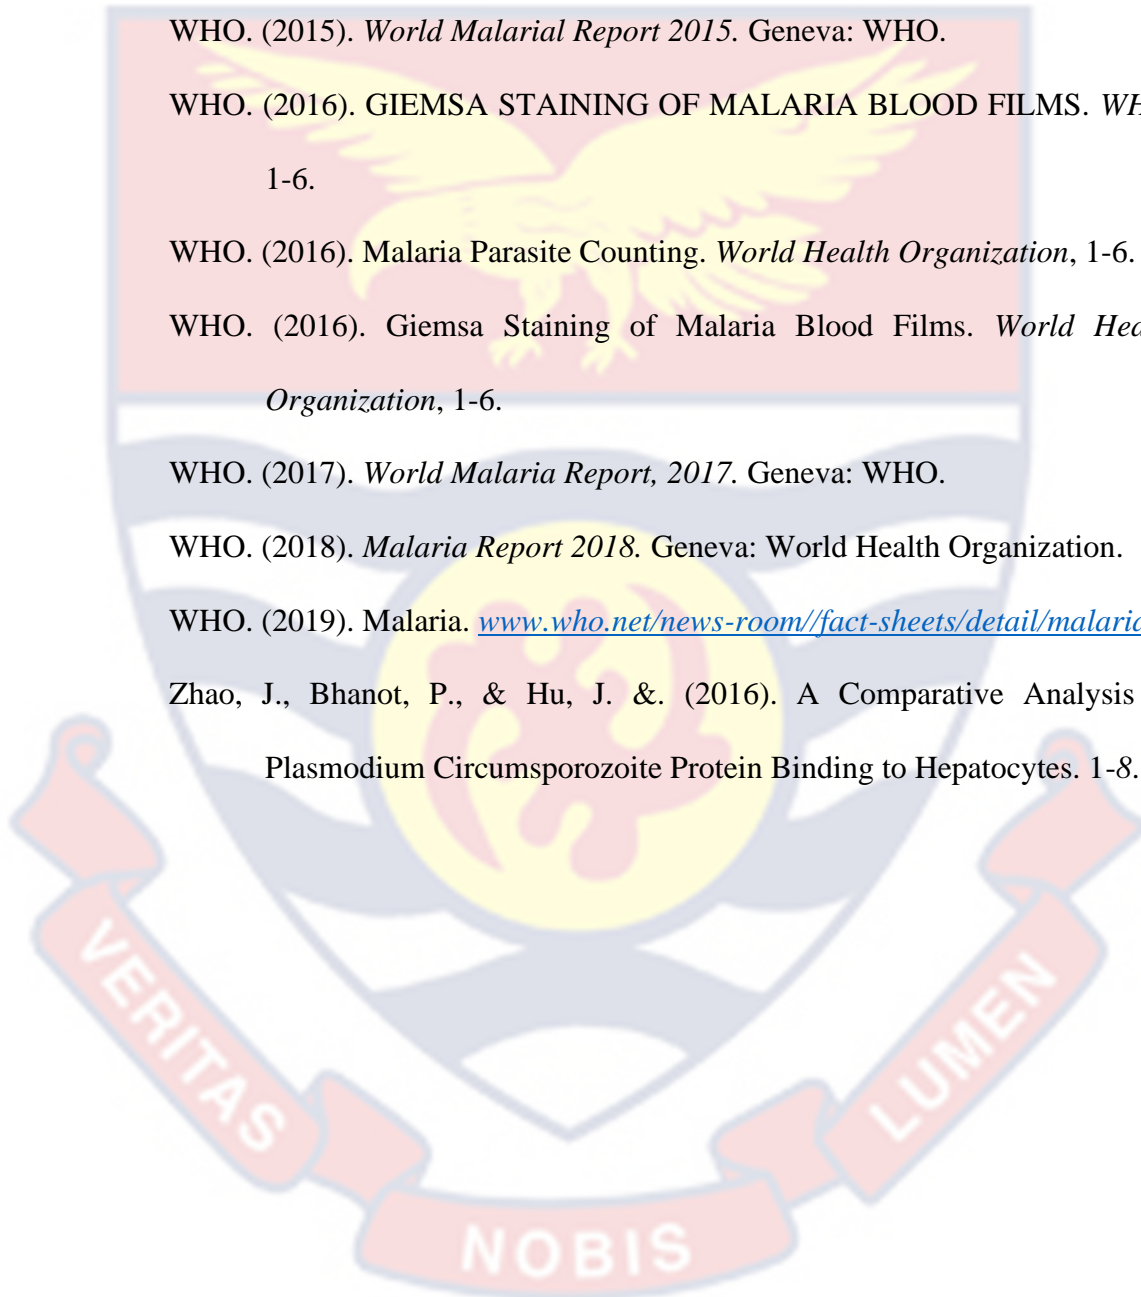 WHO. (2015). World Malarial Report 2015. Geneva: WHO.
WHO. (2016). GIEMSA STAINING OF MALARIA BLOOD FILMS.
1-6.
WHO. (2016). Malaria Parasite Counting. World Health Organization, 1-6.
WHO. (2016). Giemsa Staining of Malaria Blood Films. World
Organization, 1-6.
WHO. (2017). World Malaria Report, 2017. Geneva: WHO.
WHO. (2018). Malaria Report 2018. Geneva: World Health Organization.
WHO. (2019). Malaria. www.who.net/news-room//fact-sheets/detail/malaria
Zhao, J., Bhanot, P., & Hu, J. &. (2016). A Comparative Analysis
Plasmodium Circumsporozoite Protein Binding to Hepatocytes. 1-8.
VERITAS
NOBIS
LUMEN